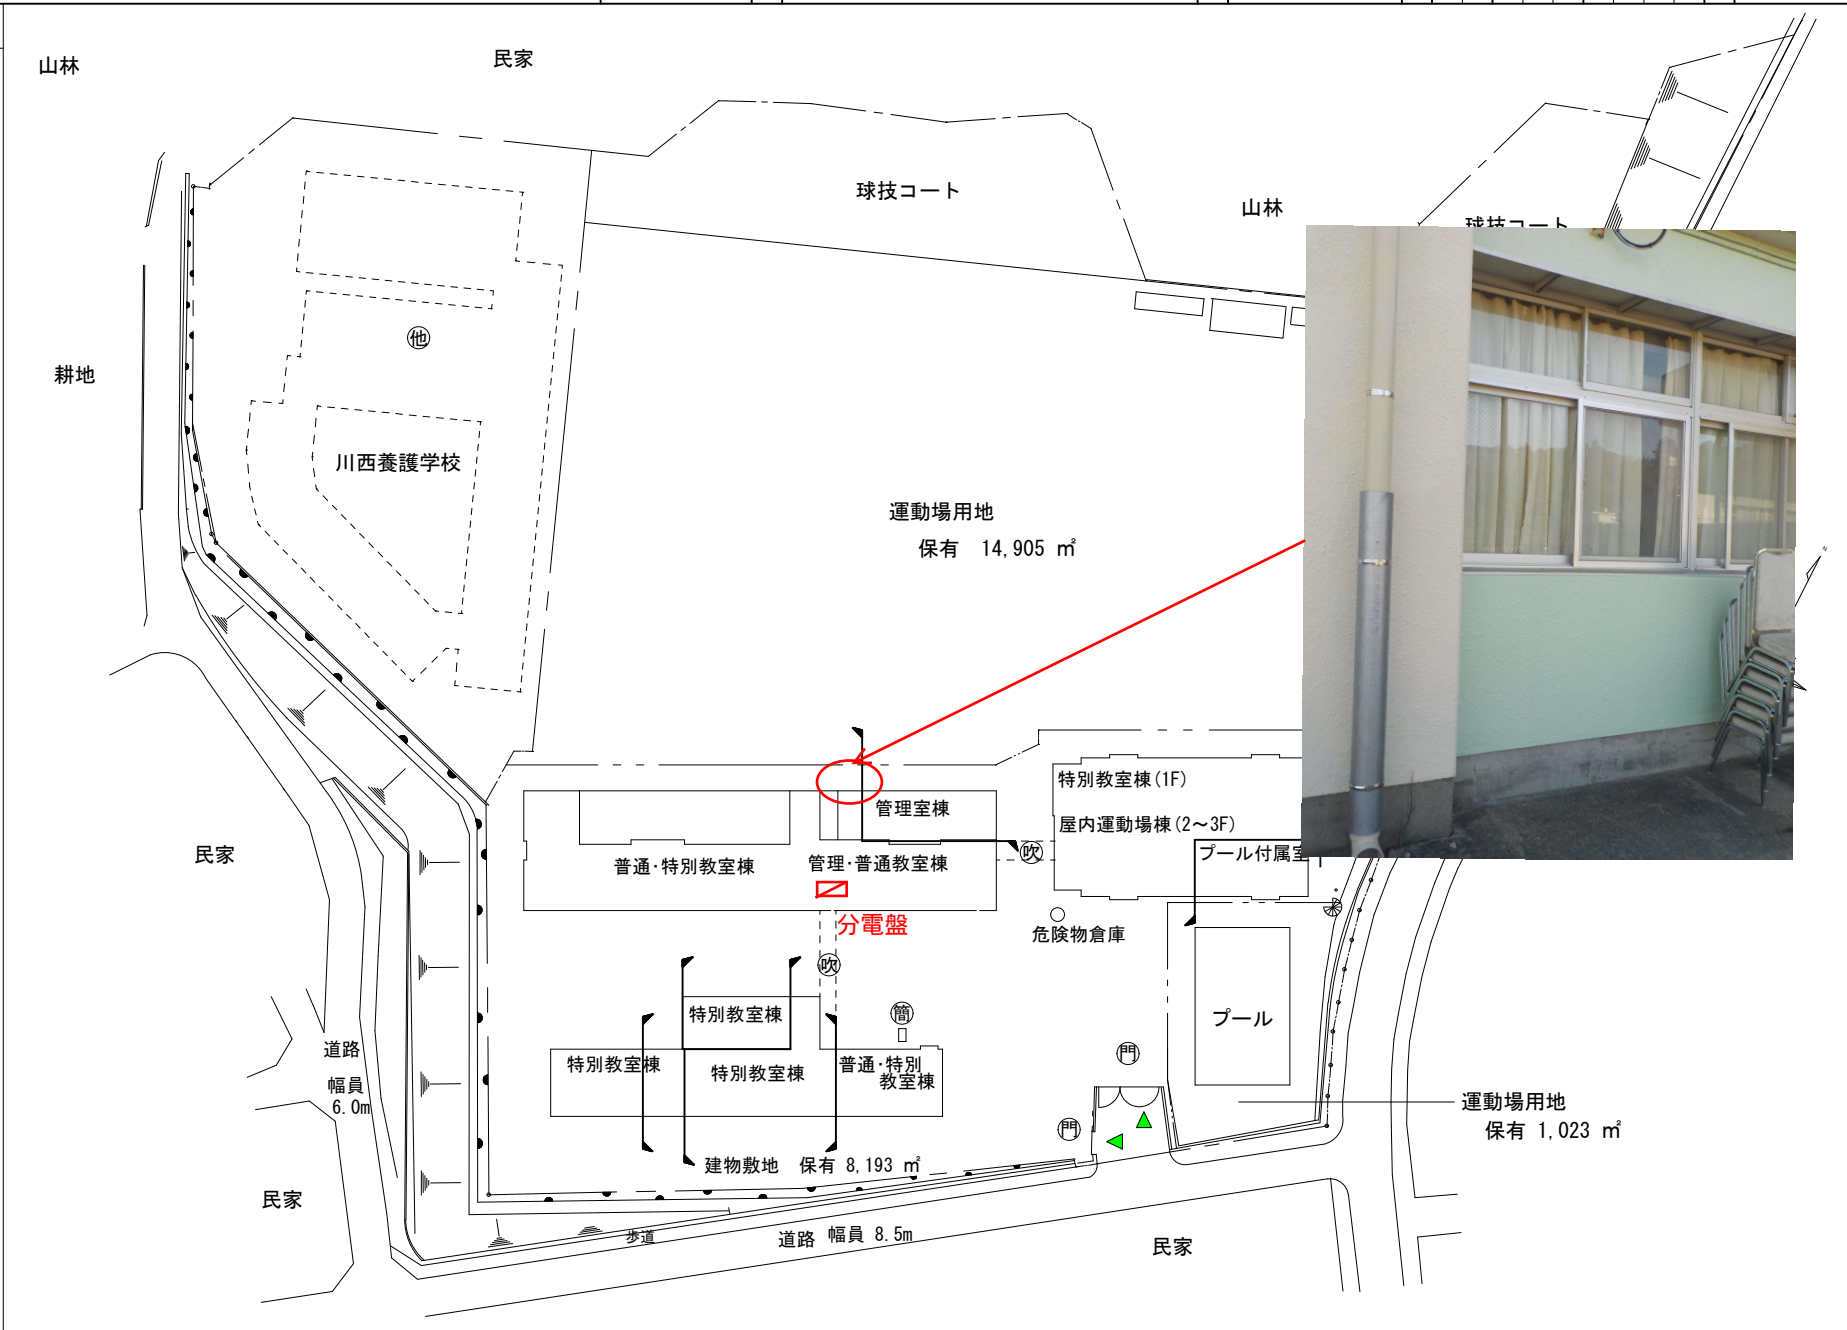 山林
民家
球技コート
山林
球技コート
他
耕地
川西養護学校
運動場用地
保有 14,905 ㎡
特別教室棟(1F)
管理室棟
屋内運動場棟(2～3F)
吹
プール付属室
民家
普通・特別教室棟
管理・普通教室棟
分電盤
危険物倉庫
吹
特別教室棟
簡
プール
道路
幅員
6.0m
特別教室棟
特別教室棟
普通・特別
教室棟
門
運動場用地
保有 1,023 ㎡
門
建物敷地 保有 8,193 ㎡
民家
歩道
道路 幅員 8.5m
民家